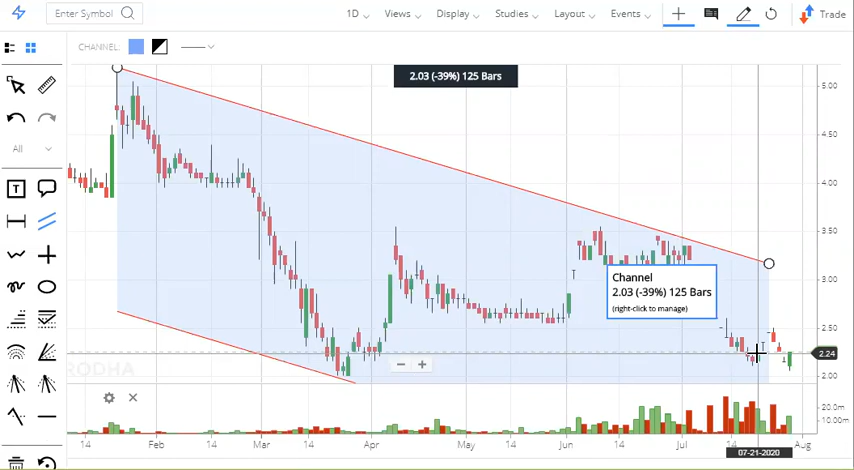 Enter Symbol
1D Views Display Studies Layout Events Trade
CHANNEL:
2.03 (-39%) 125 Bars
5.00
4.50
All
4.00
T
3.50
Channel
2.03 (-39%) 125 Bars
(right-click to manage)
3.00
2.50
2.24
RODHA
2.00
20.0m
10.00m
14 Feb 14 Mar 14 Apr May Jun Jul 14 Aug
07-21-2020